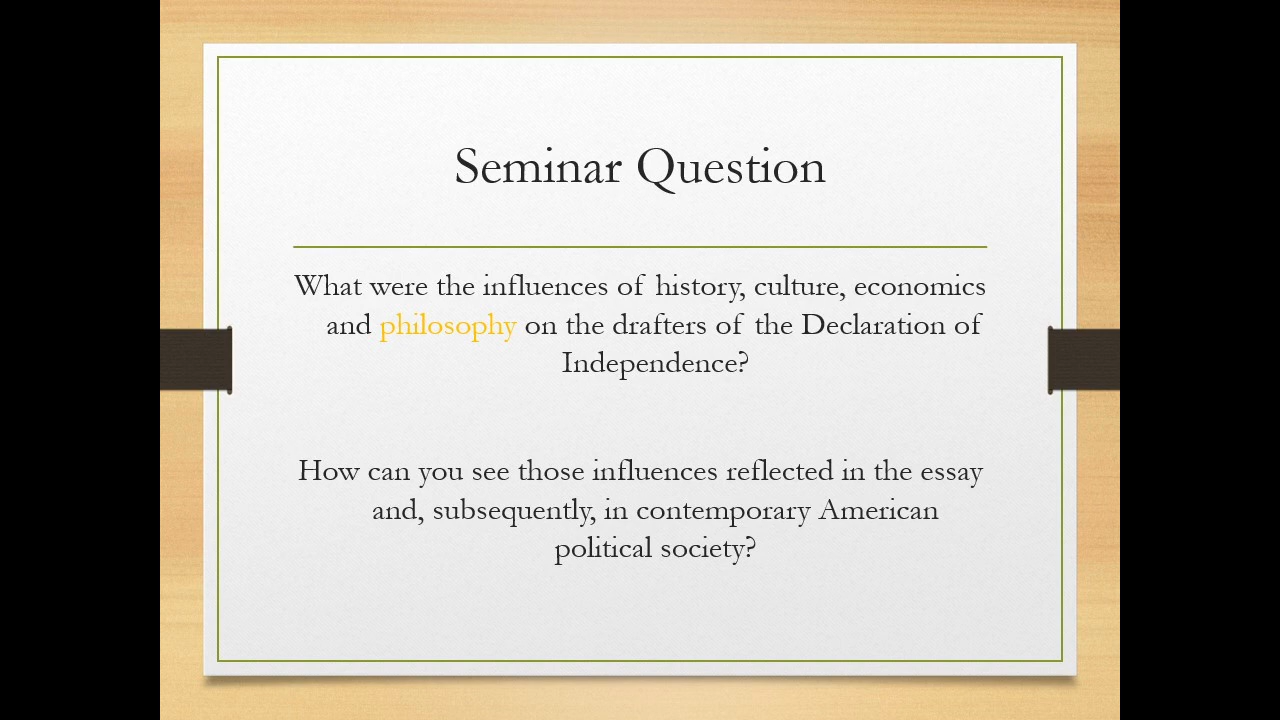 Seminar Question
What were the influences of history, culture, economics
and philosophy on the drafters of the Declaration of
Independence?
How can you see those influences reflected in the essay
and, subsequently, in contemporary American
political society?